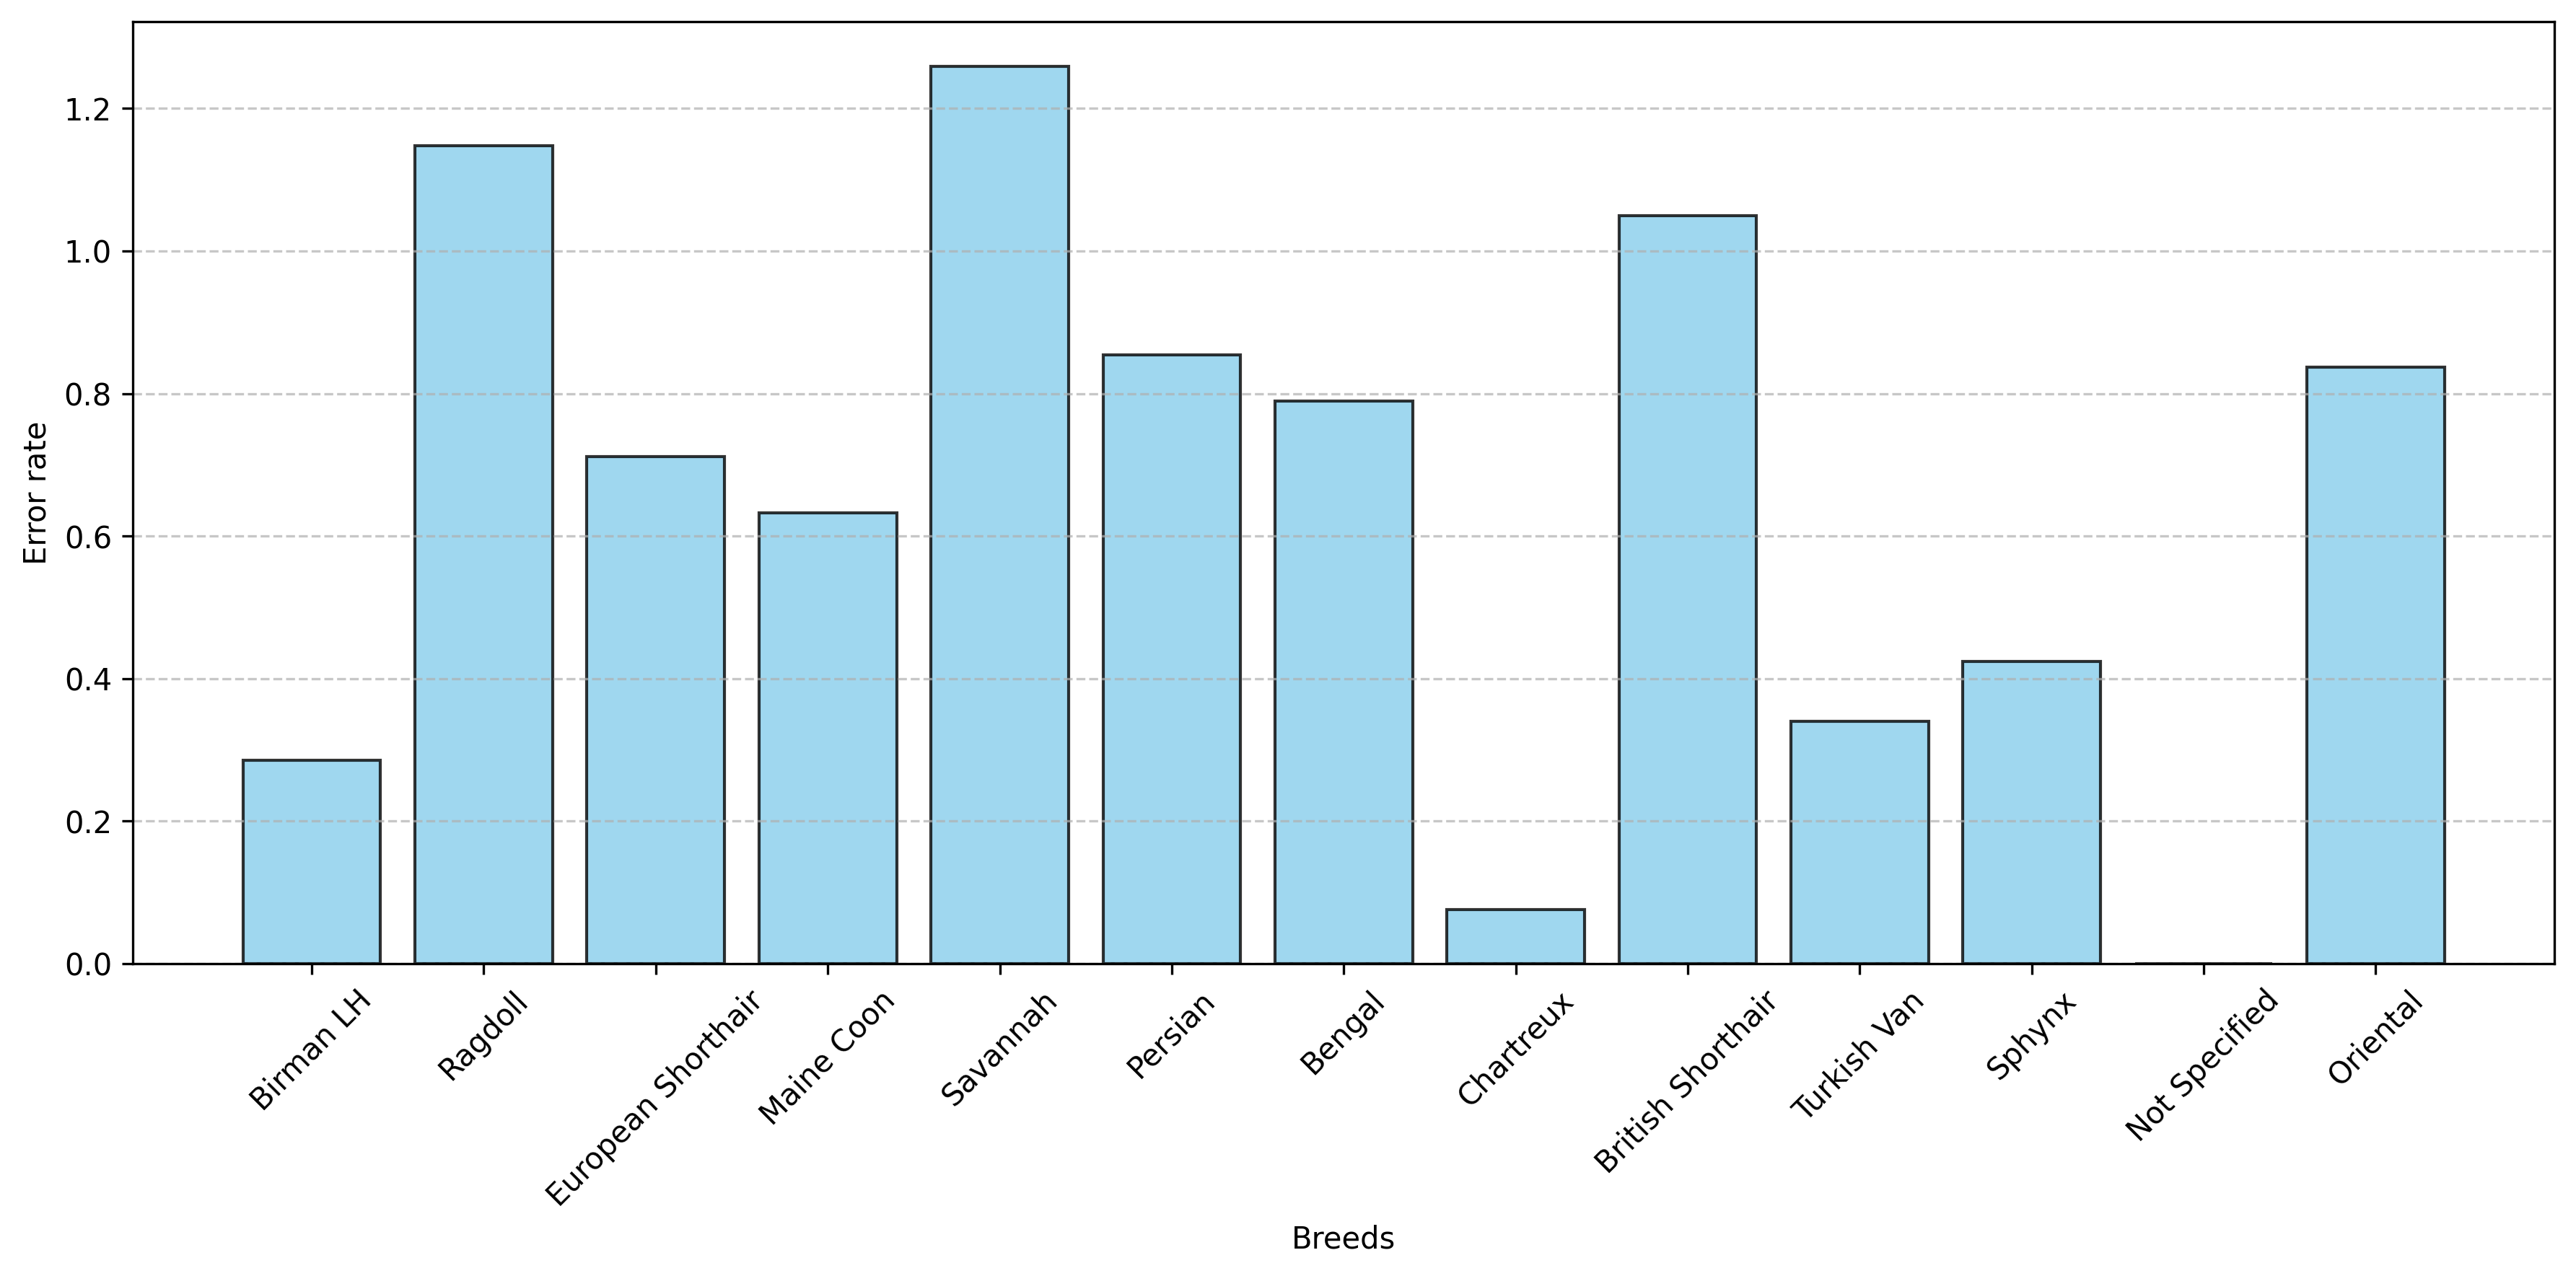 1.2
1.0
0.8
0.6
0.4
0.2
0.0
Error rate
Birman LH
Ragdoll
European Shorthair
Maine Coon
Savannah
Persian
Bengal
Chartreux
British Shorthair
Turkish Van
Sphynx
Not Specified
Oriental
Breeds